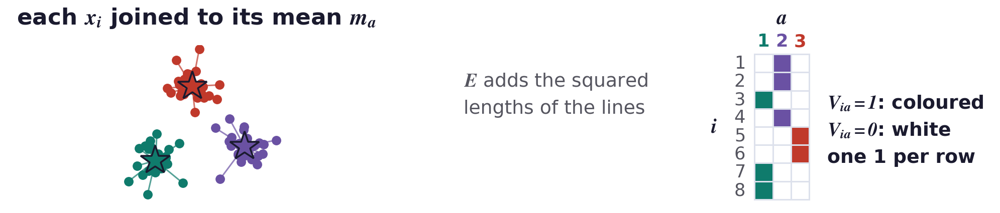 each xᵢ joined to its mean mₐ
E adds the squared
lengths of the lines
a
1 2 3
1
2
3
4
5
6
7
8
i
Vᵢₐ = 1: coloured
Vᵢₐ = 0: white
one 1 per row